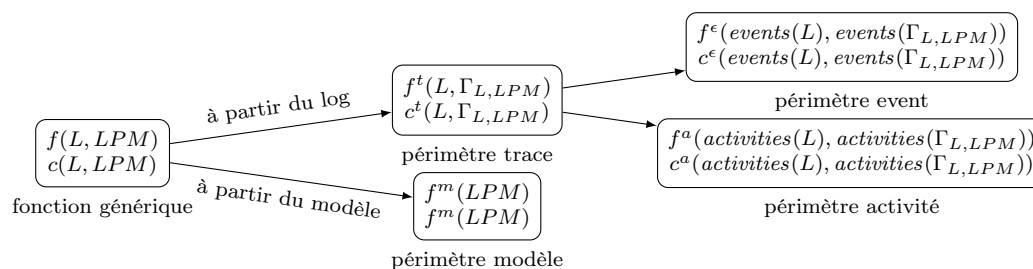 f(L, LPM)
c(L, LPM)
fonction générique
à partir du log
à partir du modèle
f^t(L, Γ_{L,LPM})
c^t(L, Γ_{L,LPM})
périmètre trace
f^m(LPM)
f^m(LPM)
périmètre modèle
f^ϵ(events(L), events(Γ_{L,LPM}))
c^ϵ(events(L), events(Γ_{L,LPM}))
périmètre event
f^a(activities(L), activities(Γ_{L,LPM}))
c^a(activities(L), activities(Γ_{L,LPM}))
périmètre activité